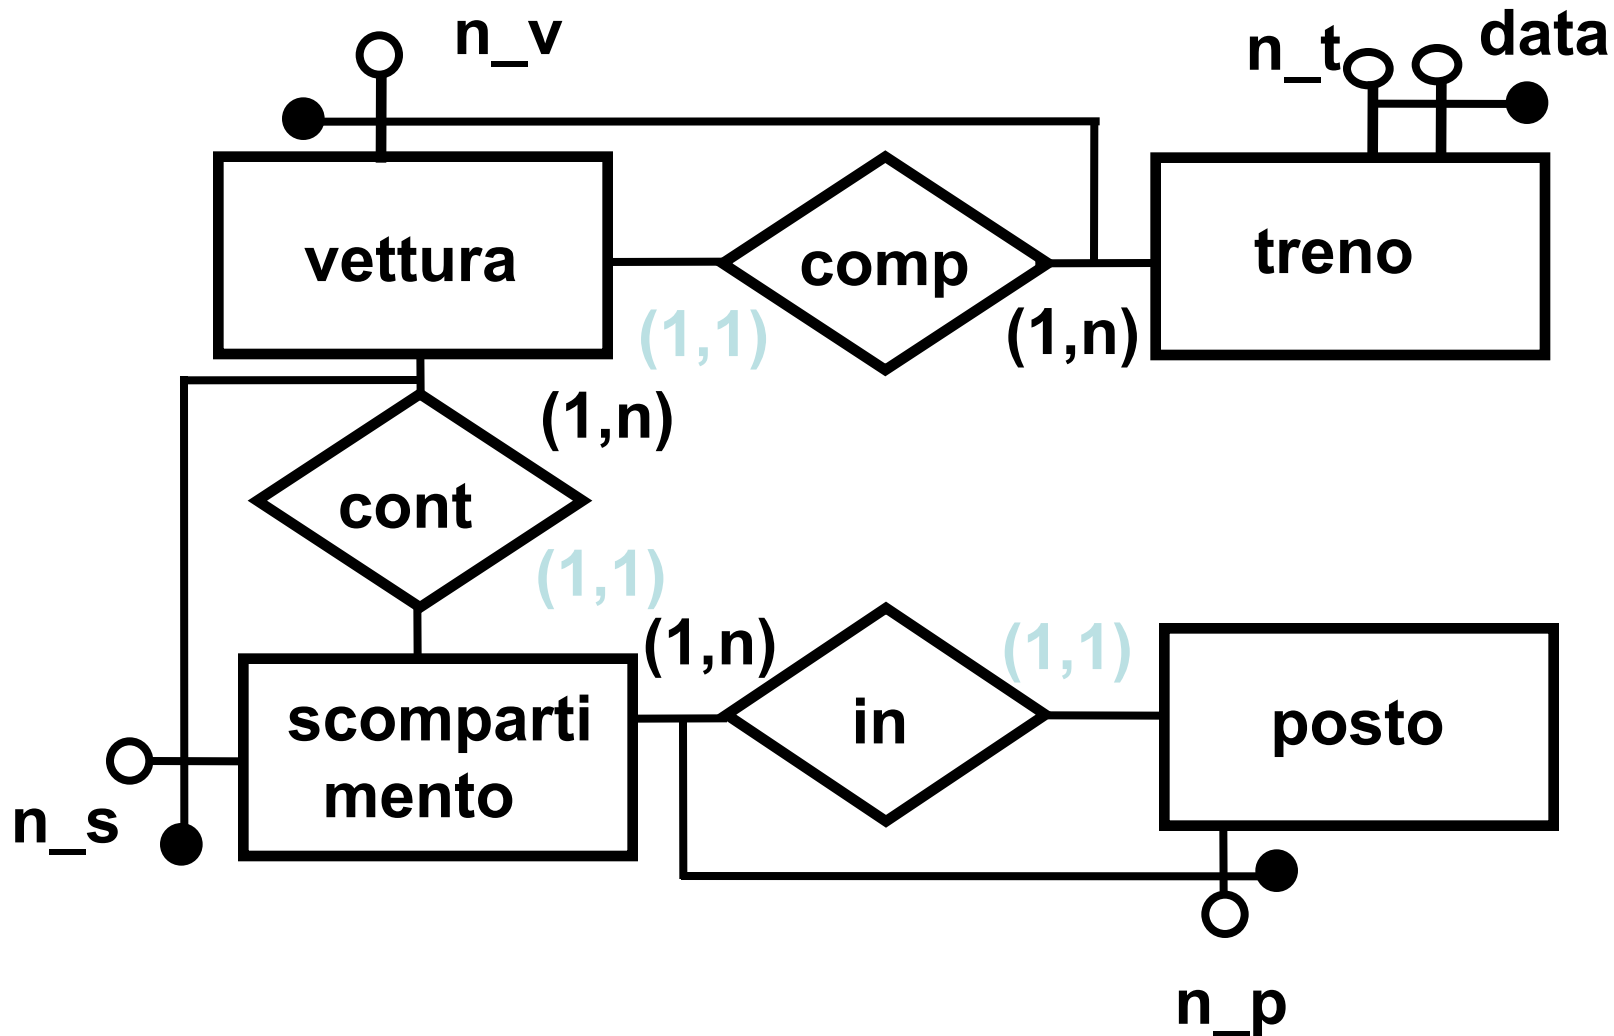 n_v
n_t
data
vettura
comp
treno
(1,1)
(1,n)
(1,n)
cont
(1,1)
(1,n)
(1,1)
scomparti
mento
in
posto
n_s
n_p